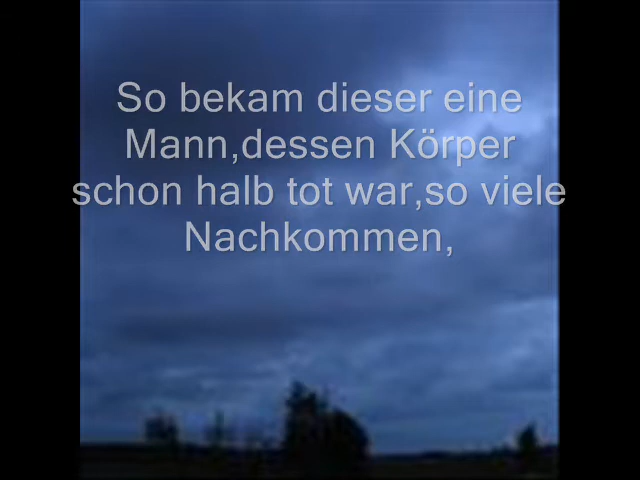 So bekam dieser eine
Mann,dessen Körper
schon halb tot war,so viele
Nachkommen,